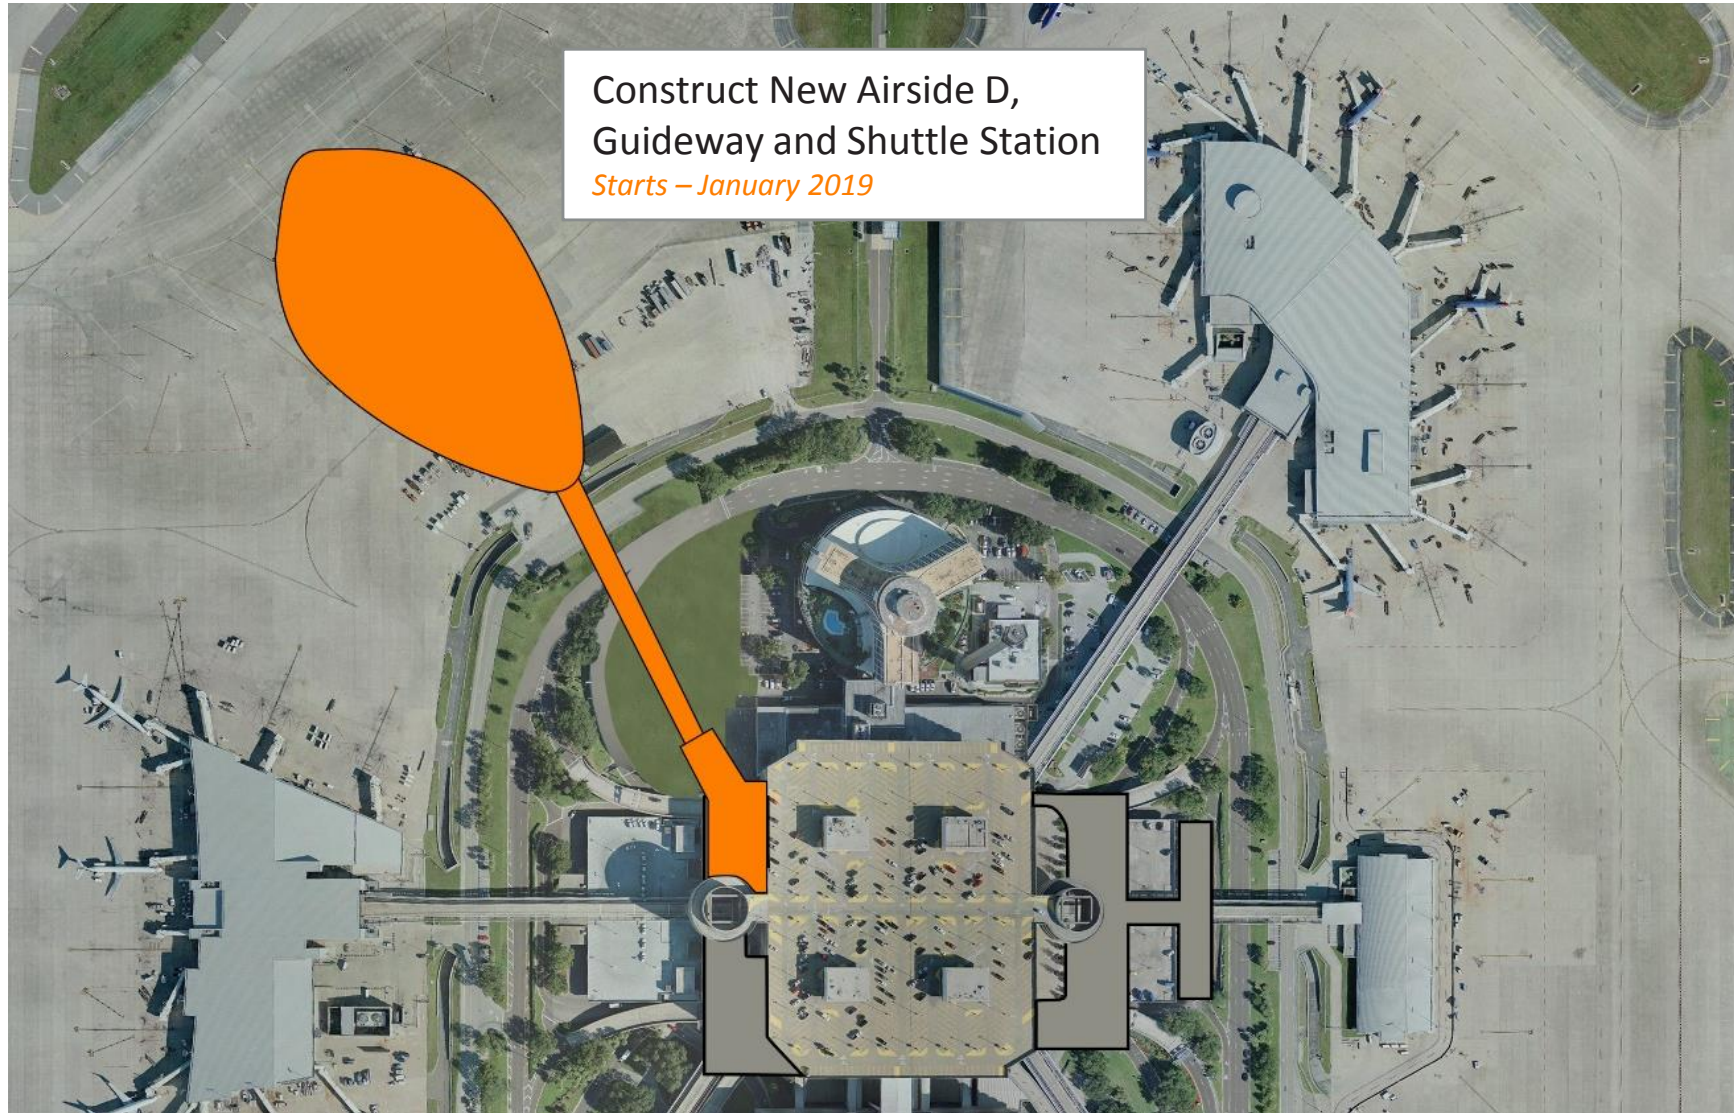 Construct New Airside D,
Guideway and Shuttle Station
Starts – January 2019